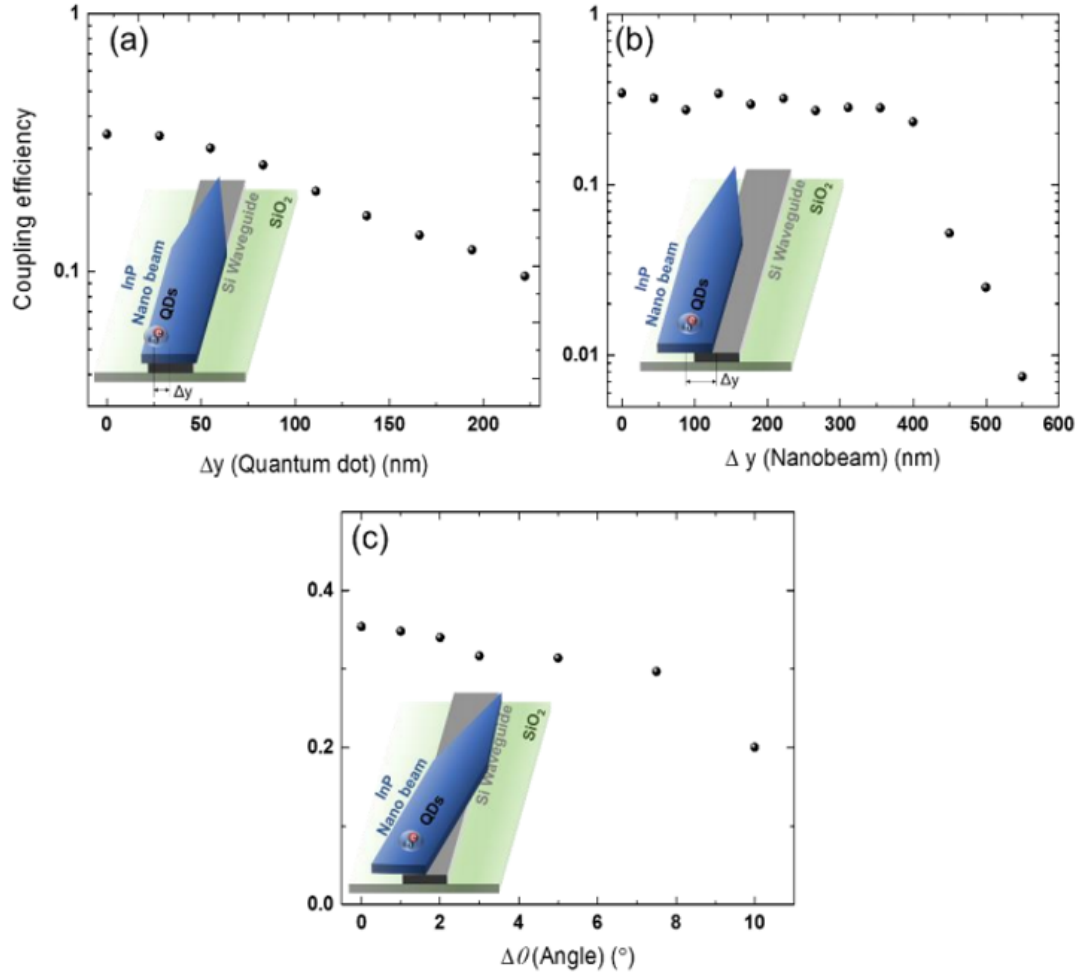 (a)
1
0.1
Coupling efficiency
0
50
100
150
200
Δy (Quantum dot) (nm)
InP
Nano beam
QDs
Si Waveguide
SiO2
Δy
(b)
1
0.1
0.01
0
100
200
300
400
500
600
Δ y (Nanobeam) (nm)
InP
Nano beam
QDs
Si Waveguide
SiO2
Δy
(c)
0.4
0.2
0.0
0
2
4
6
8
10
Δθ(Angle) (°)
InP
Nano beam
QDs
Si Waveguide
SiO2